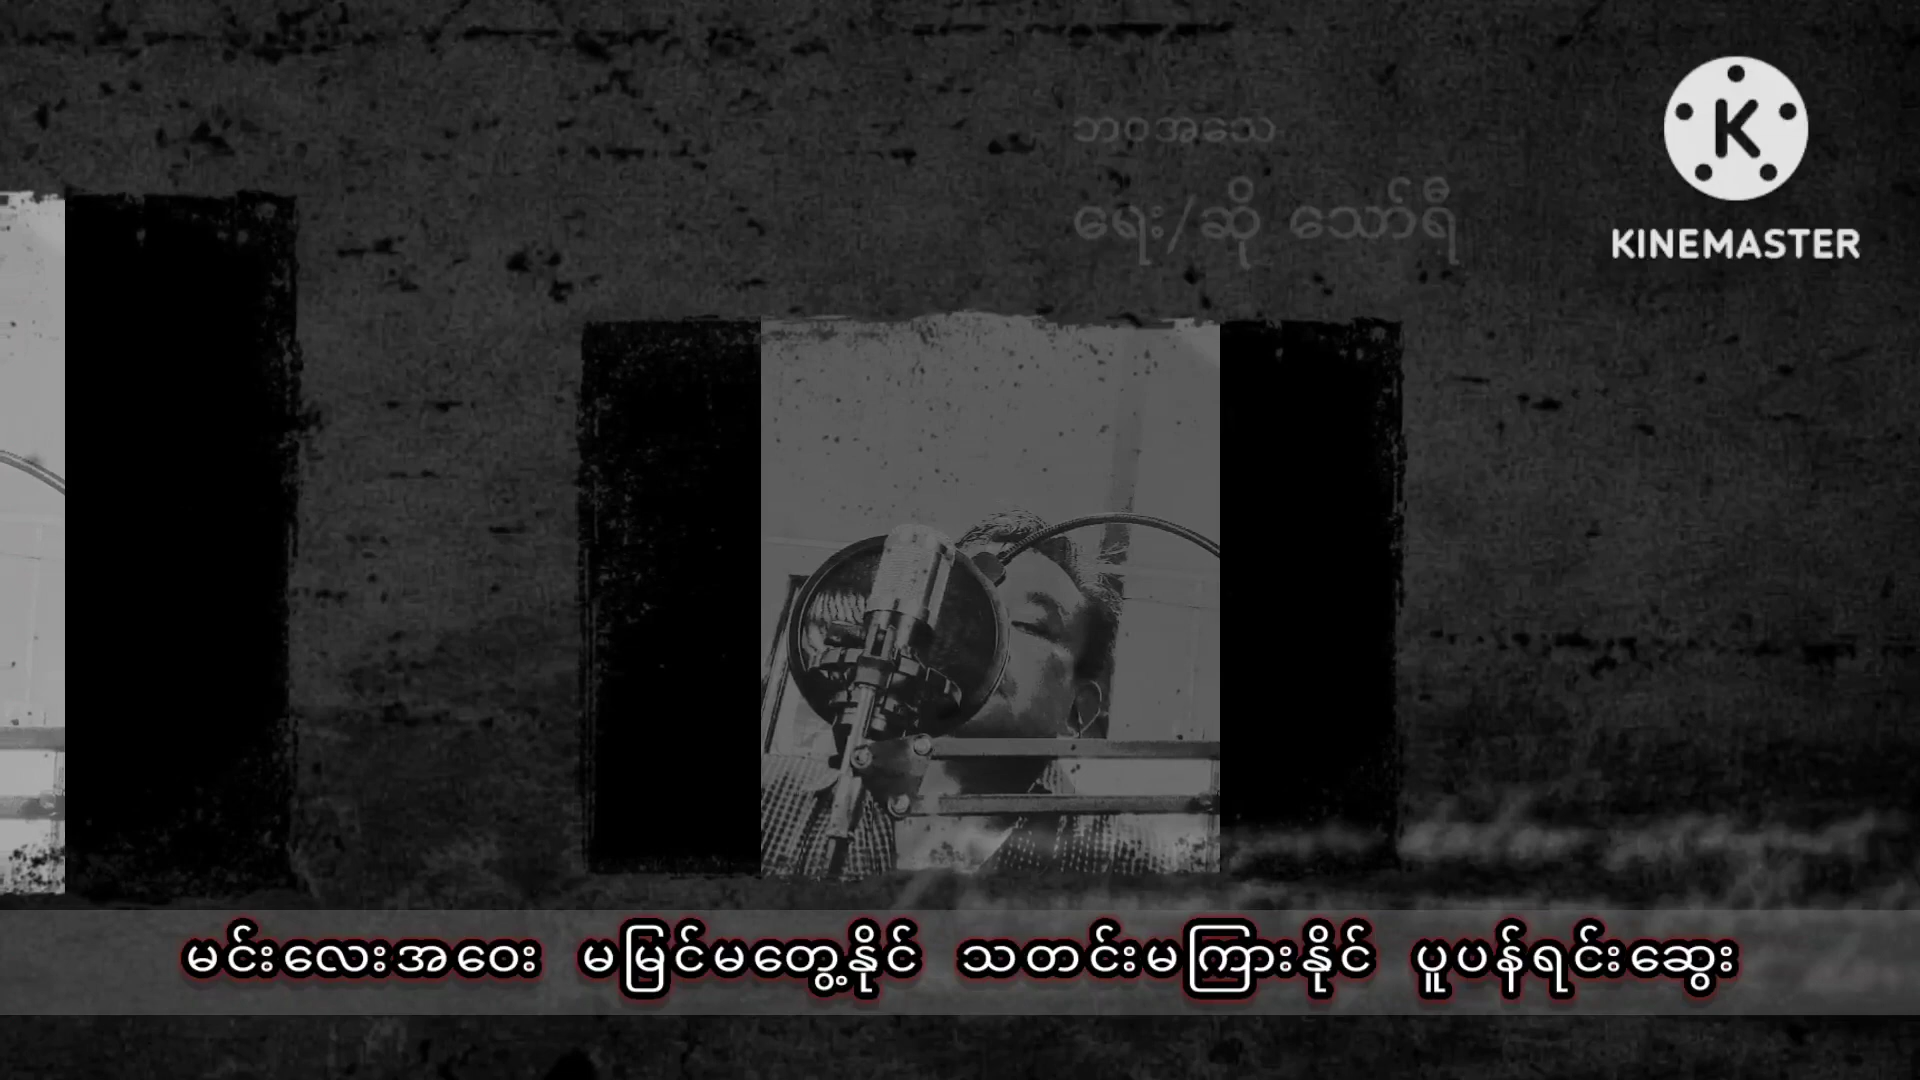 ဘဝအသေ
ရေး/ဆို သော်ရီ
KINEMASTER
မင်းလေးအဝေး မမြင်မတွေ့နိုင် သတင်းမကြားနိုင် ပူပန်ရင်းဆွေး